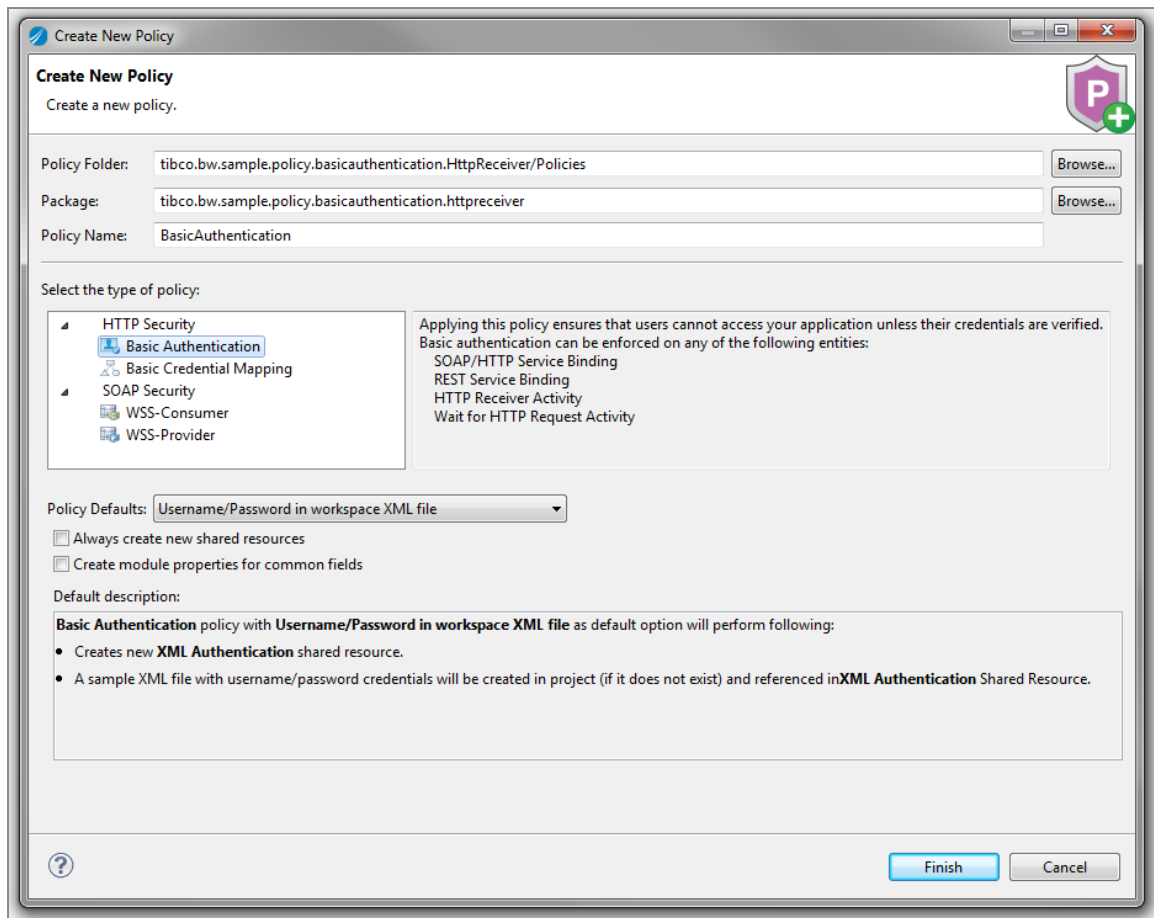 Create New Policy
Create New Policy
Create a new policy.
P
Policy Folder: tibco.bw.sample.policy.basicauthentication.HttpReceiver/Policies Browse...
Package: tibco.bw.sample.policy.basicauthentication.httpreceiver Browse...
Policy Name: BasicAuthentication
Select the type of policy:
HTTP Security
Basic Authentication
Basic Credential Mapping
SOAP Security
WSS-Consumer
WSS-Provider
Applying this policy ensures that users cannot access your application unless their credentials are verified.
Basic authentication can be enforced on any of the following entities:
SOAP/HTTP Service Binding
REST Service Binding
HTTP Receiver Activity
Wait for HTTP Request Activity
Policy Defaults: Username/Password in workspace XML file
Always create new shared resources
Create module properties for common fields
Default description:
Basic Authentication policy with Username/Password in workspace XML file as default option will perform following:
• Creates new XML Authentication shared resource.
• A sample XML file with username/password credentials will be created in project (if it does not exist) and referenced inXML Authentication Shared Resource.
? Finish Cancel